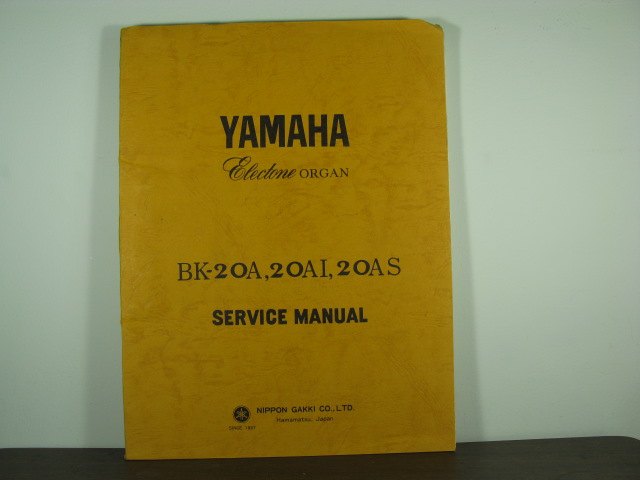 YAMAHA
Electone ORGAN
BK-20A, 20AI, 20AS
SERVICE MANUAL
NIPPON GAKKI CO., LTD.
Hamamatsu, Japan
SINCE 1887